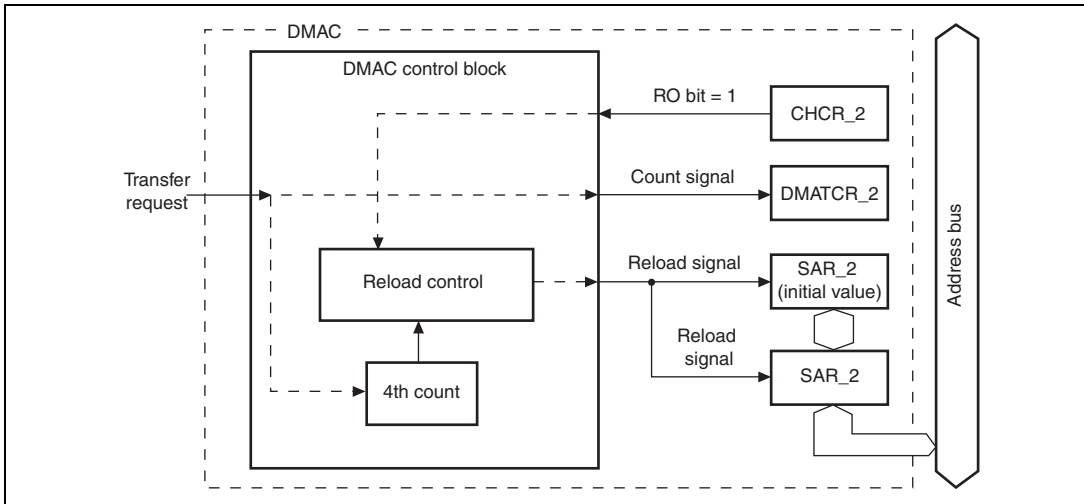 DMAC
DMAC control block
RO bit = 1
CHCR_2
Transfer
request
Count signal
DMATCR_2
Reload control
Reload signal
SAR_2
(initial value)
Reload
signal
4th count
SAR_2
Address bus